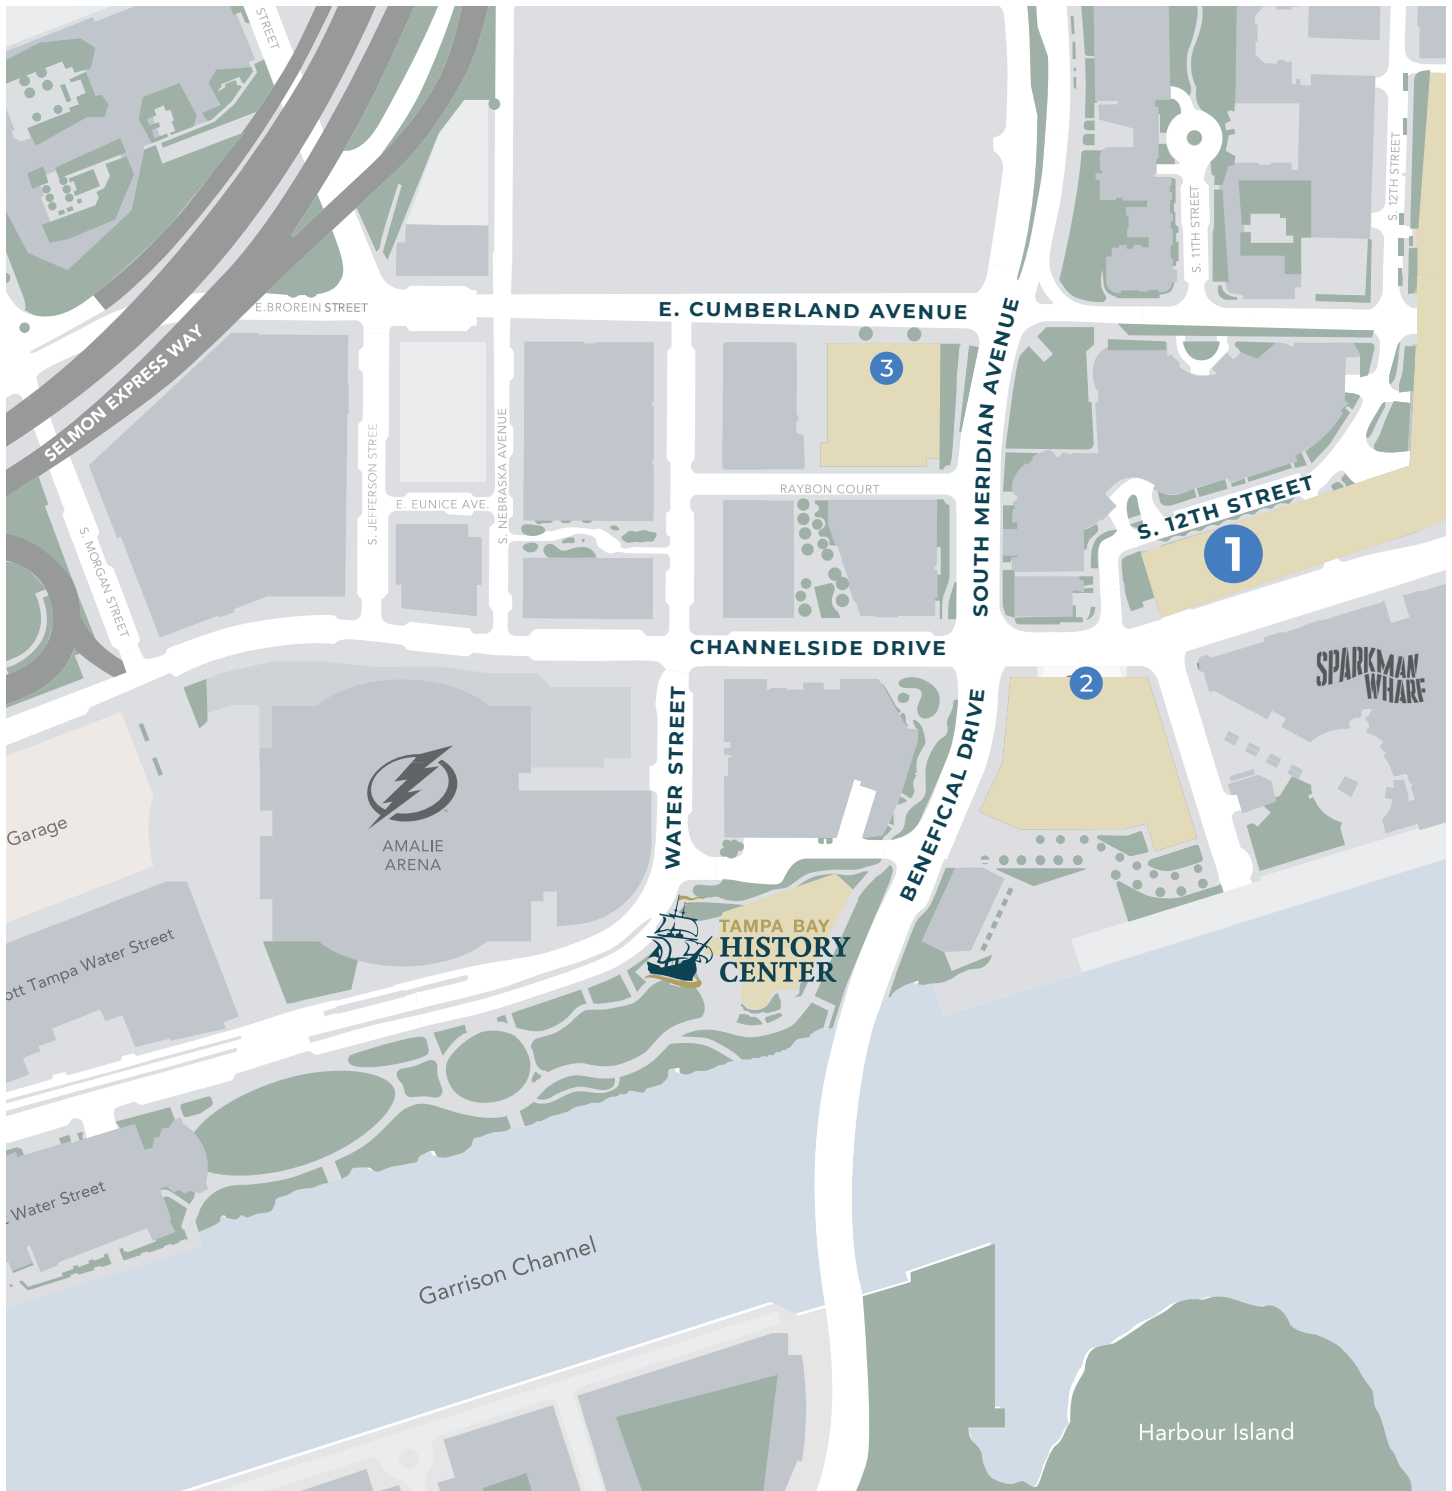 STREET
S. 12TH STREET
S. 11TH STREET
E.BROREIN STREET
E. CUMBERLAND AVENUE
SELMON EXPRESS WAY
3
SOUTH MERIDIAN AVENUE
S. JEFFERSON STREE
S. NEBRASKA AVENUE
E. EUNICE AVE.
RAYBON COURT
S. 12TH STREET
1
S. MORGAN STREET
CHANNELSIDE DRIVE
2
SPARKMAN
WHARF
WATER STREET
BENEFICIAL DRIVE
Garage
AMALIE
ARENA
TAMPA BAY
HISTORY
CENTER
ott Tampa Water Street
Water Street
Garrison Channel
Harbour Island